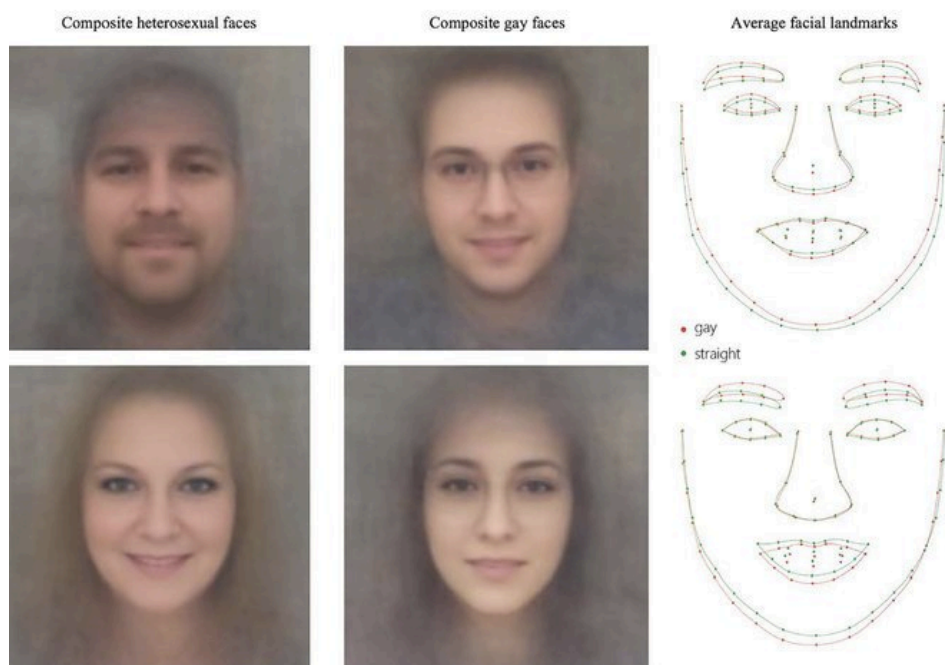 Composite heterosexual faces
Composite gay faces
Average facial landmarks
gay
straight